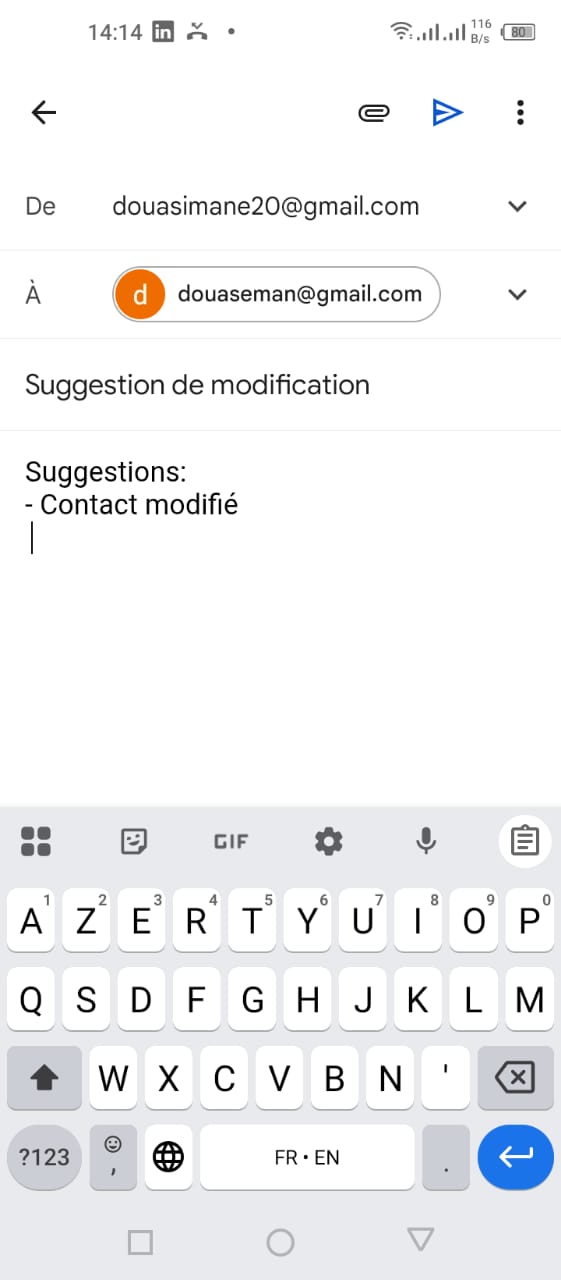 14:14 in 116 B/s 80
De douasimane20@gmail.com
À d douaseman@gmail.com
Suggestion de modification
Suggestions:
- Contact modifié
GIF
A 1 Z 2 E 3 R 4 T 5 Y 6 U 7 I 8 O 9 P 0
Q S D F G H J K L M
W X C V B N '
?123 , FR • EN .